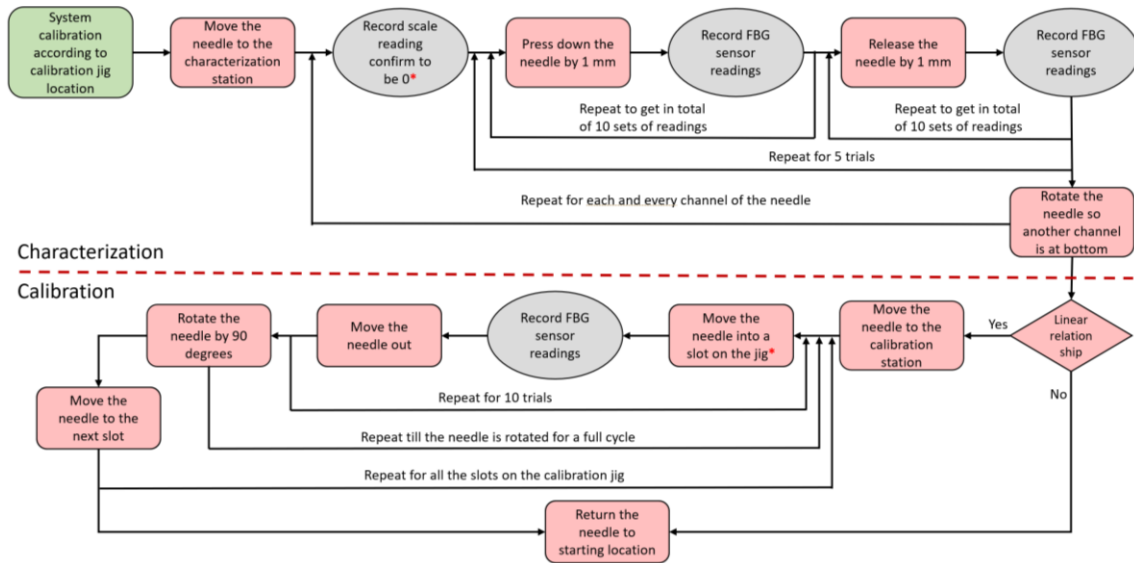 System
calibration
according to
calibration jig
location
Move the
needle to the
characterization
station
Record scale
reading
confirm to
be 0*
Press down the
needle by 1 mm
Record FBG
sensor
readings
Release the
needle by 1 mm
Record FBG
sensor
readings
Repeat to get in total
of 10 sets of readings
Repeat to get in total
of 10 sets of readings
Repeat for 5 trials
Repeat for each and every channel of the needle
Rotate the
needle so
another channel
is at bottom
Characterization
Calibration
Linear
relation
ship
Yes
No
Move the
needle to the
calibration
station
Move the
needle into a
slot on the jig*
Record FBG
sensor
readings
Move the
needle out
Rotate the
needle by 90
degrees
Move the
needle to the
next slot
Repeat for 10 trials
Repeat till the needle is rotated for a full cycle
Repeat for all the slots on the calibration jig
Return the
needle to
starting location